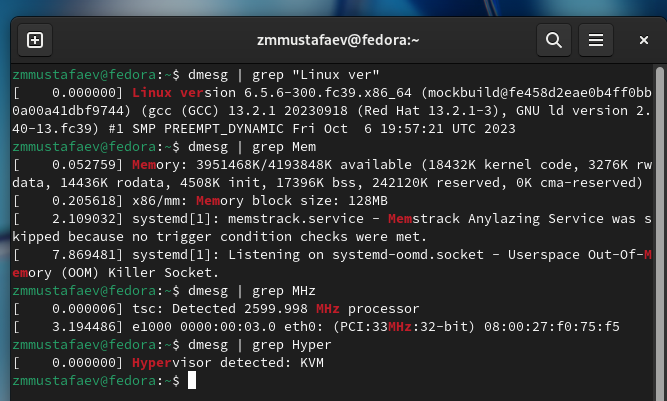 zmmustafaev@fedora:~
zmmustafaev@fedora:~$ dmesg | grep "Linux ver"
[    0.000000] Linux version 6.5.6-300.fc39.x86_64 (mockbuild@fe458d2eae0b4ff0bb
0a00a41dbf9744) (gcc (GCC) 13.2.1 20230918 (Red Hat 13.2.1-3), GNU ld version 2.
40-13.fc39) #1 SMP PREEMPT_DYNAMIC Fri Oct  6 19:57:21 UTC 2023
zmmustafaev@fedora:~$ dmesg | grep Mem
[    0.052759] Memory: 3951468K/4193848K available (18432K kernel code, 3276K rw
data, 14436K rodata, 4508K init, 17396K bss, 242120K reserved, 0K cma-reserved)
[    0.205618] x86/mm: Memory block size: 128MB
[    2.109032] systemd[1]: memstrack.service - Memstrack Anylazing Service was s
kipped because no trigger condition checks were met.
[    7.869481] systemd[1]: Listening on systemd-oomd.socket - Userspace Out-Of-M
emory (OOM) Killer Socket.
zmmustafaev@fedora:~$ dmesg | grep MHz
[    0.000006] tsc: Detected 2599.998 MHz processor
[    3.194486] e1000 0000:00:03.0 eth0: (PCI:33MHz:32-bit) 08:00:27:f0:75:f5
zmmustafaev@fedora:~$ dmesg | grep Hyper
[    0.000000] Hypervisor detected: KVM
zmmustafaev@fedora:~$